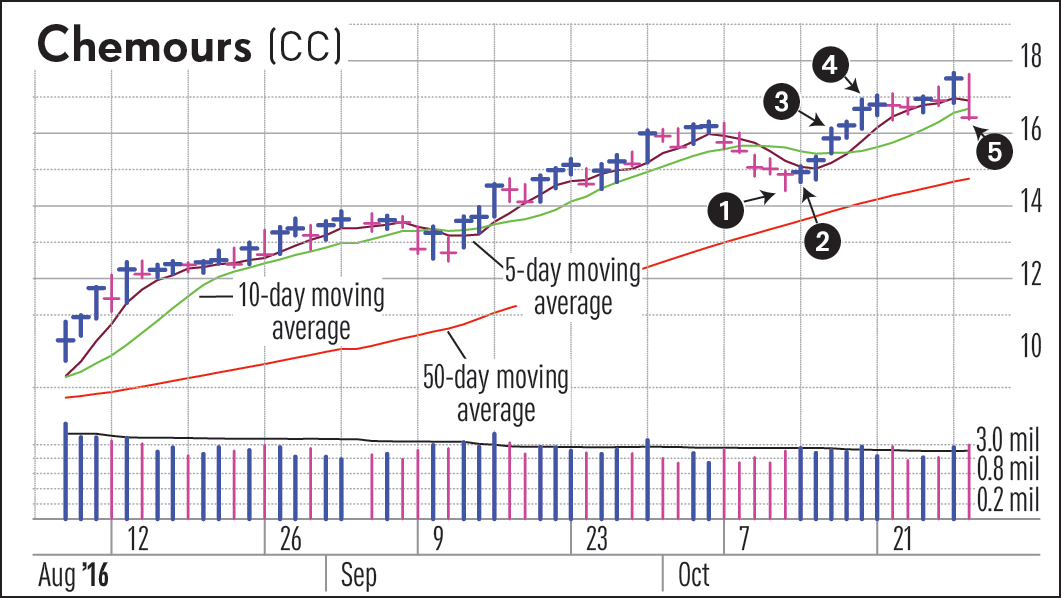 Chemours (CC)
18
4
3
16
5
14
1
2
5-day moving
average
12
10-day moving
average
10
50-day moving
average
3.0 mil
0.8 mil
0.2 mil
12 26 9 23 7 21
Aug '16 Sep Oct